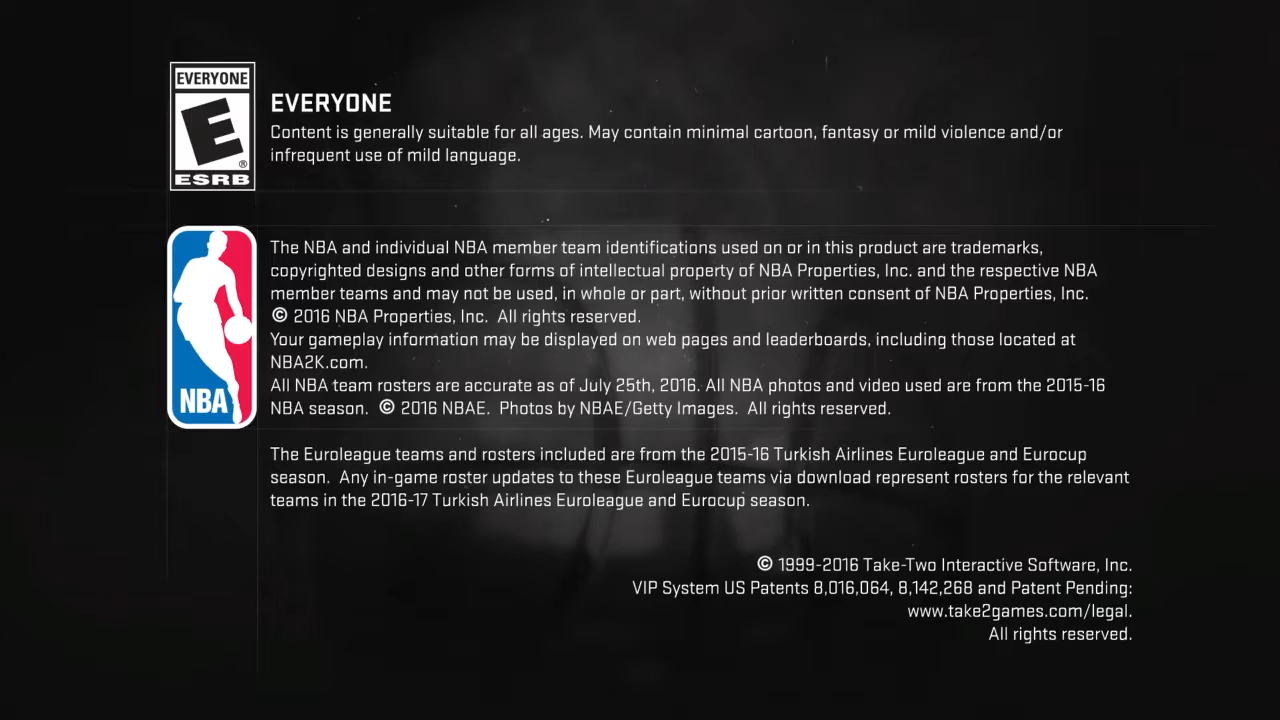 EVERYONE
E
®
ESRB
EVERYONE
Content is generally suitable for all ages. May contain minimal cartoon, fantasy or mild violence and/or
infrequent use of mild language.
NBA
The NBA and individual NBA member team identifications used on or in this product are trademarks,
copyrighted designs and other forms of intellectual property of NBA Properties, Inc. and the respective NBA
member teams and may not be used, in whole or part, without prior written consent of NBA Properties, Inc.
© 2016 NBA Properties, Inc. All rights reserved.
Your gameplay information may be displayed on web pages and leaderboards, including those located at
NBA2K.com.
All NBA team rosters are accurate as of July 25th, 2016. All NBA photos and video used are from the 2015-16
NBA season. © 2016 NBAE. Photos by NBAE/Getty Images. All rights reserved.
The Euroleague teams and rosters included are from the 2015-16 Turkish Airlines Euroleague and Eurocup
season. Any in-game roster updates to these Euroleague teams via download represent rosters for the relevant
teams in the 2016-17 Turkish Airlines Euroleague and Eurocup season.
© 1999-2016 Take-Two Interactive Software, Inc.
VIP System US Patents 8,016,064, 8,142,268 and Patent Pending:
www.take2games.com/legal.
All rights reserved.